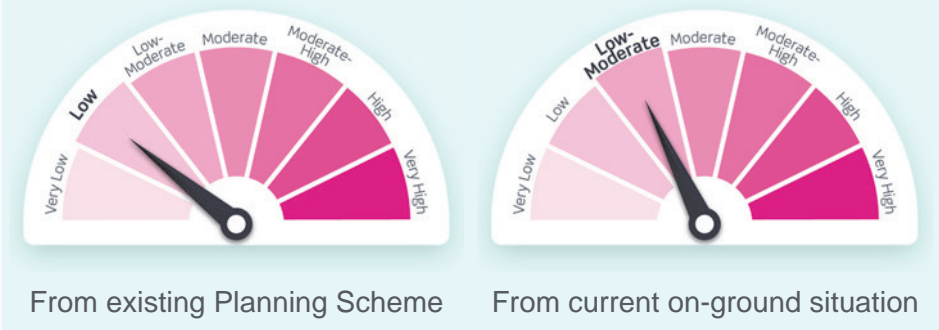 Very Low
Low
Low-
Moderate
Moderate
Moderate-
High
High
Very High
From existing Planning Scheme
Very Low
Low
Low-
Moderate
Moderate
Moderate-
High
High
Very High
From current on-ground situation